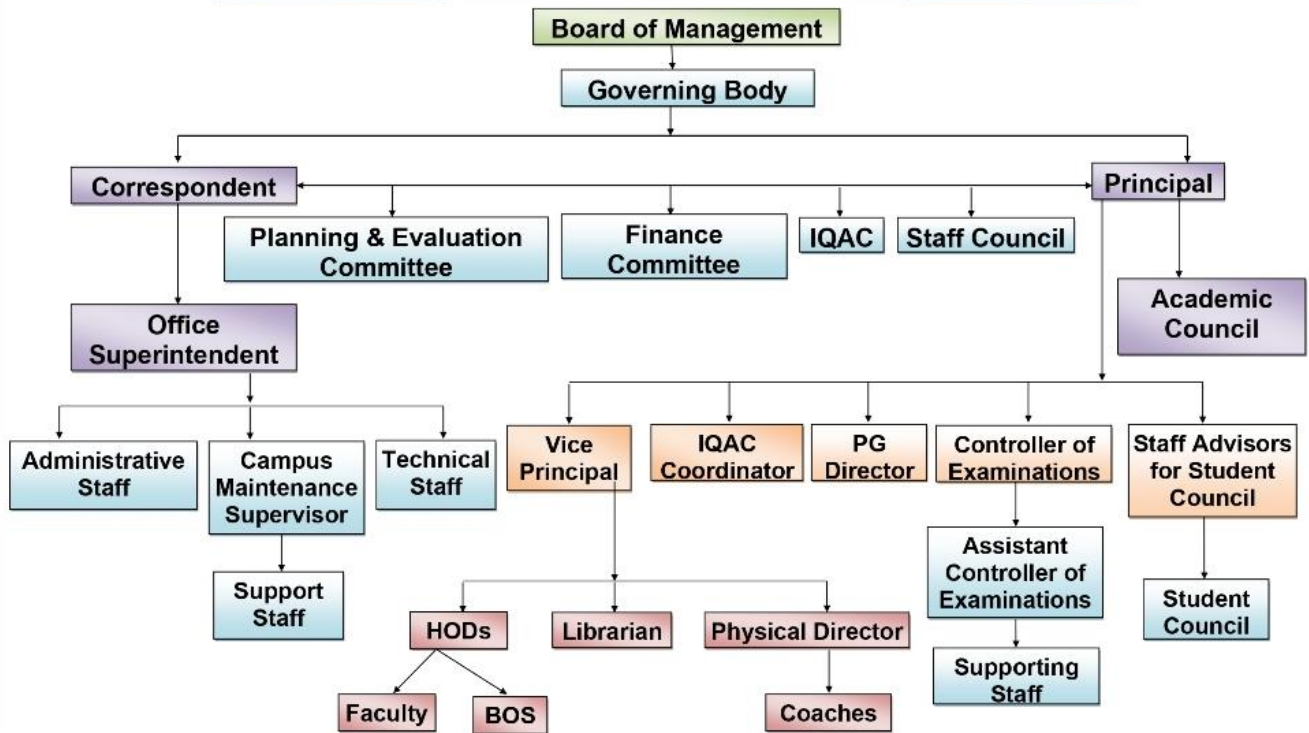 Board of Management
Governing Body
Correspondent
Principal
Planning & Evaluation
Committee
Finance
Committee
IQAC
Staff Council
Academic
Council
Office
Superintendent
Administrative
Staff
Campus
Maintenance
Supervisor
Technical
Staff
Vice
Principal
IQAC
Coordinator
PG
Director
Controller of
Examinations
Staff Advisors
for Student
Council
Support
Staff
Assistant
Controller of
Examinations
Student
Council
HODs
Librarian
Physical Director
Supporting
Staff
Faculty
BOS
Coaches